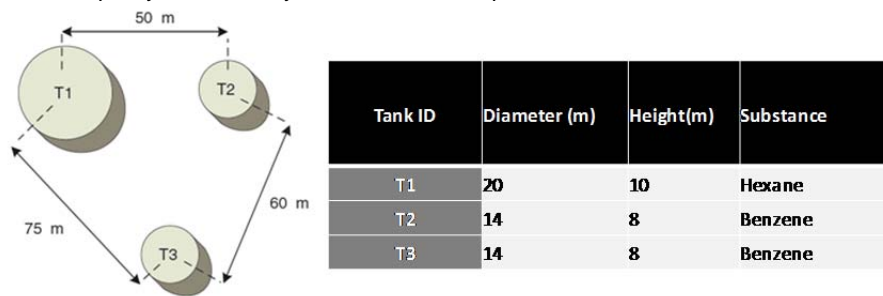 50 m
T1
T2
60 m
75 m
T3
Tank ID Diameter (m) Height(m) Substance
T1 20 10 Hexane
T2 14 8 Benzene
T3 14 8 Benzene